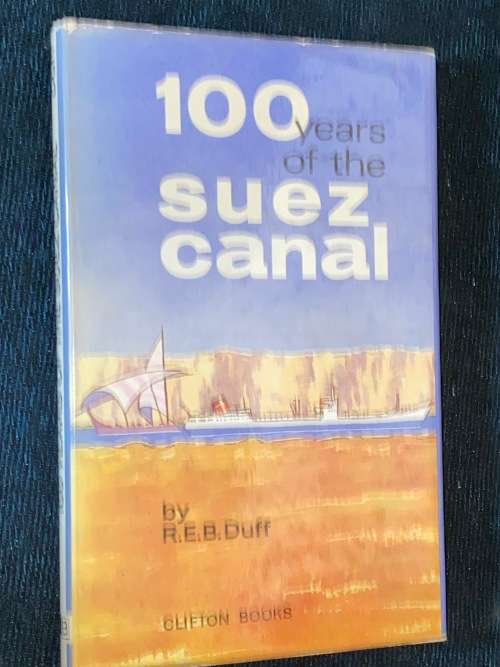 100 years
of the
suez
canal
by
R.E.B.Duff
CLIFTON BOOKS